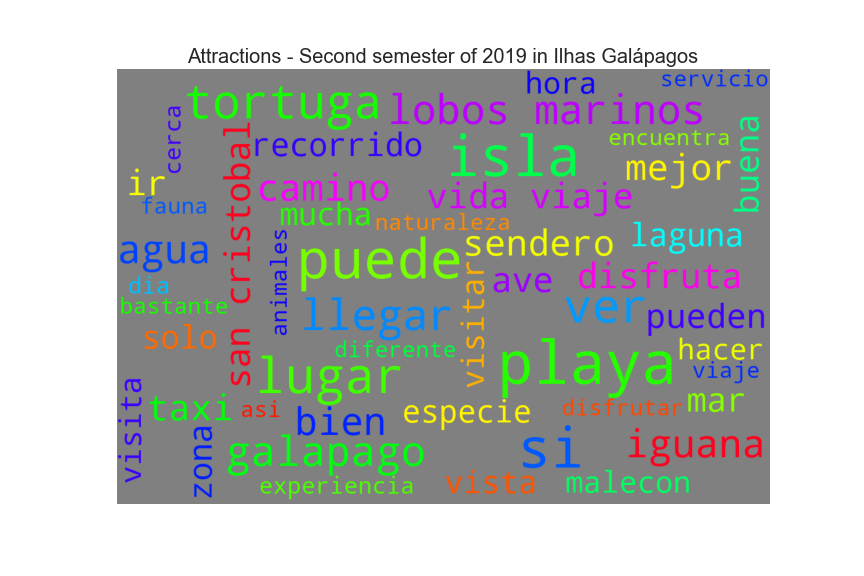 Attractions - Second semester of 2019 in Ilhas Galápagos
tortuga
lobos marinos
hora
servicio
cerca
recorrido
isla
encuentra
mejor
buena
ir
san cristobal
camino
vida viaje
fauna
mucha
naturaleza
agua
animales
puede
sendero
laguna
dia
ave
disfruta
bastante
llegar
visitar
ver
pueden
solo
diferente
hacer
lugar
playa
viaje
visita
taxi
asi
bien
especie
disfrutar
mar
zona
galapago
si
iguana
experiencia
vista
malecon